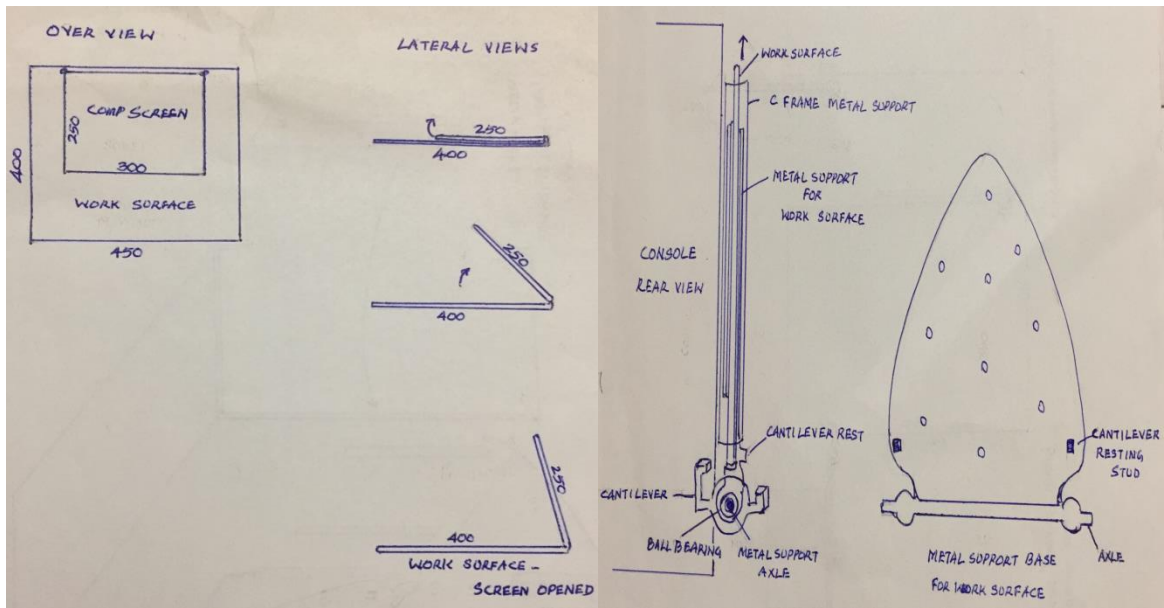 OVER VIEW
COMP SCREEN
250
300
400
WORK SURFACE
450
LATERAL VIEWS
250
400
250
400
250
400
WORK SURFACE -
SCREEN OPENED
WORK SURFACE
C FRAME METAL SUPPORT
METAL SUPPORT
FOR
WORK SURFACE
CONSOLE
REAR VIEW
CANTILEVER REST
CANTILEVER
BALL BEARING
METAL SUPPORT
AXLE
CANTILEVER
RESTING
STUD
AXLE
METAL SUPPORT BASE
FOR WORK SURFACE